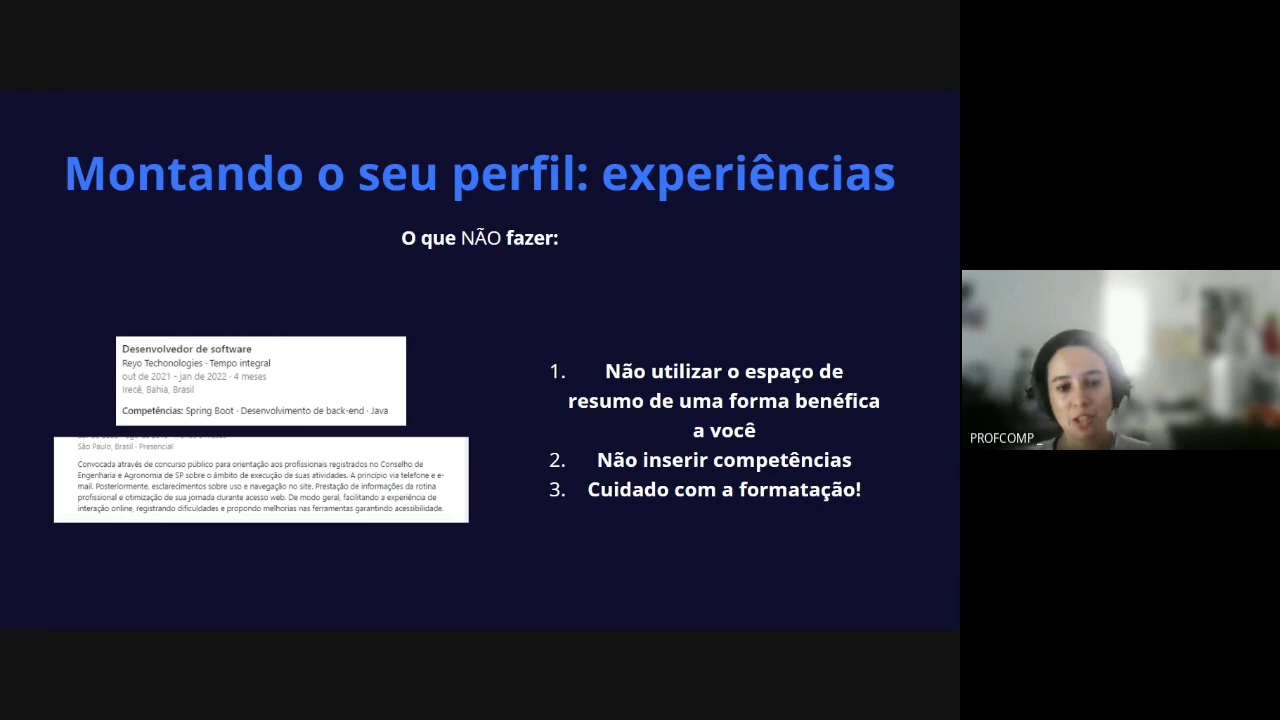 Montando o seu perfil: experiências
O que NÃO fazer:
Desenvolvedor de software
Reyo Techonologies · Tempo integral
out de 2021 - jan de 2022 · 4 meses
Irecê, Bahia, Brasil
Competências: Spring Boot · Desenvolvimento de back-end · Java
São Paulo, Brasil · Presencial
Convocada através de concurso público para orientação aos profissionais registrados no Conselho de
Engenharia e Agronomia de SP sobre o âmbito de execução de suas atividades. A princípio via telefone e e-
mail. Posteriormente, esclarecimentos sobre uso e navegação no site. Prestação de informações da rotina
profissional e otimização de sua jornada durante acesso web. De modo geral, facilitando a experiência de
interação online, registrando dificuldades e propondo melhorias nas ferramentas garantindo acessibilidade.
1. Não utilizar o espaço de
resumo de uma forma benéfica
a você
2. Não inserir competências
3. Cuidado com a formatação!
PROFCOMP _